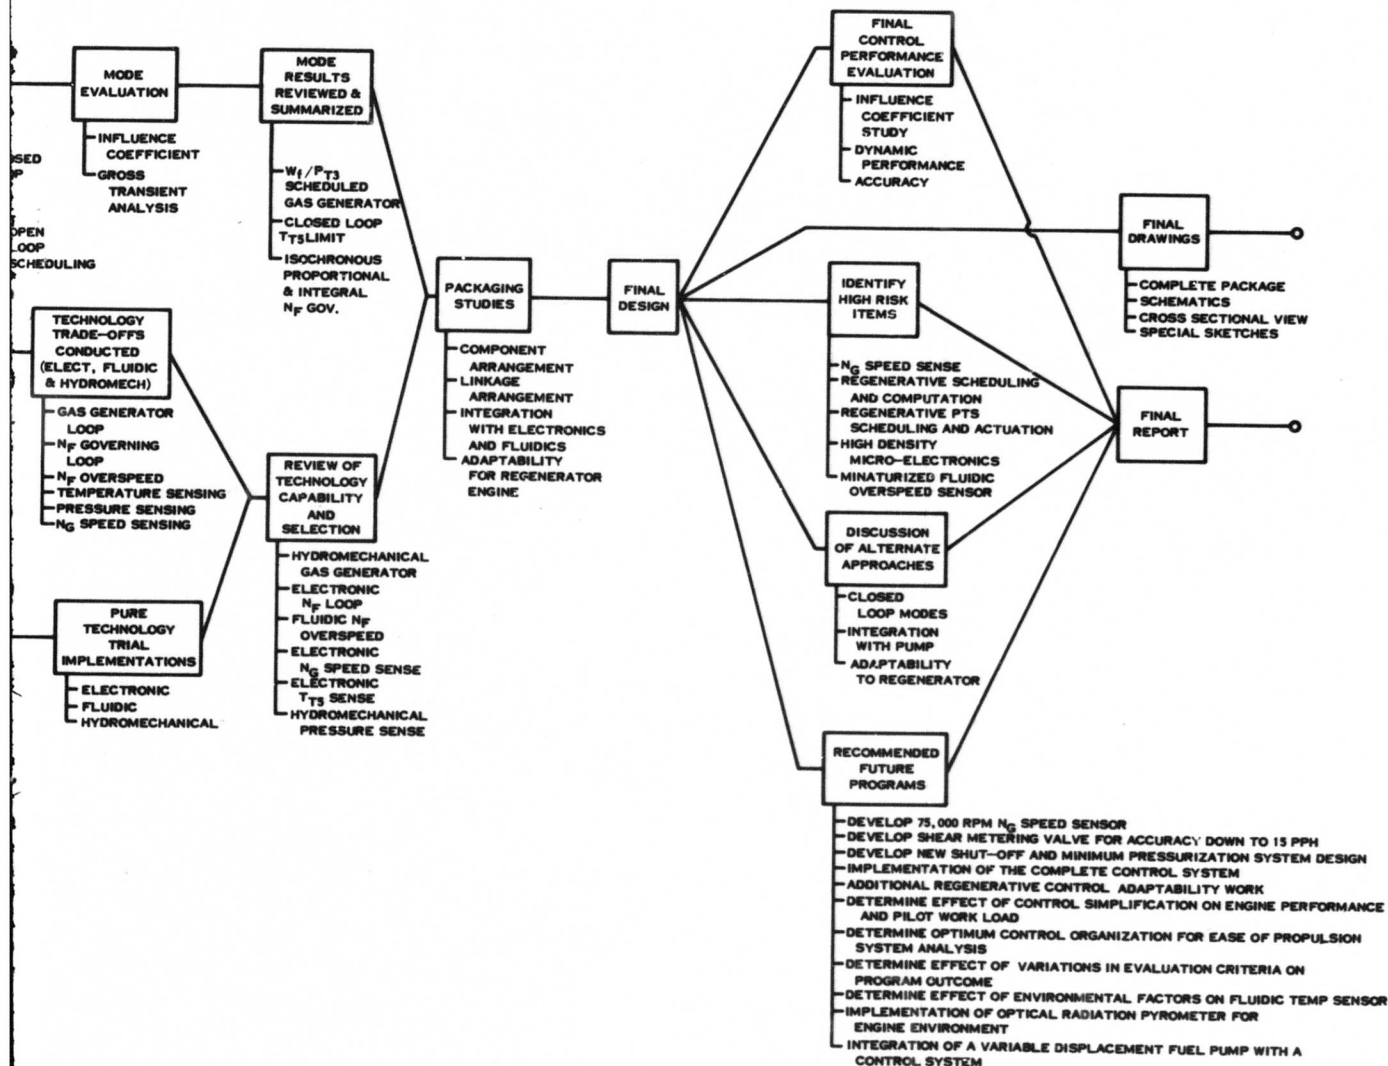 MODE
EVALUATION
INFLUENCE
COEFFICIENT
GROSS
TRANSIENT
ANALYSIS
OPEN
LOOP
SCHEDULING
MODE
RESULTS
REVIEWED &
SUMMARIZED
Wf/PT3
SCHEDULED
GAS GENERATOR
CLOSED LOOP
TT5 LIMIT
ISOCHRONOUS
PROPORTIONAL
& INTEGRAL
NF GOV.
TECHNOLOGY
TRADE-OFFS
CONDUCTED
(ELECT, FLUIDIC
& HYDROMECH)
GAS GENERATOR
LOOP
NF GOVERNING
LOOP
NF OVERSPEED
TEMPERATURE SENSING
PRESSURE SENSING
NG SPEED SENSING
PURE
TECHNOLOGY
TRIAL
IMPLEMENTATIONS
ELECTRONIC
FLUIDIC
HYDROMECHANICAL
REVIEW OF
TECHNOLOGY
CAPABILITY
AND
SELECTION
HYDROMECHANICAL
GAS GENERATOR
ELECTRONIC
NF LOOP
FLUIDIC NF
OVERSPEED
ELECTRONIC
NG SPEED SENSE
ELECTRONIC
TT5 SENSE
HYDROMECHANICAL
PRESSURE SENSE
PACKAGING
STUDIES
COMPONENT
ARRANGEMENT
LINKAGE
ARRANGEMENT
INTEGRATION
WITH ELECTRONICS
AND FLUIDICS
ADAPTABILITY
FOR REGENERATOR
ENGINE
FINAL
DESIGN
FINAL
CONTROL
PERFORMANCE
EVALUATION
INFLUENCE
COEFFICIENT
STUDY
DYNAMIC
PERFORMANCE
ACCURACY
IDENTIFY
HIGH RISK
ITEMS
NG SPEED SENSE
REGENERATIVE SCHEDULING
AND COMPUTATION
REGENERATIVE PTS
SCHEDULING AND ACTUATION
HIGH DENSITY
MICRO-ELECTRONICS
MINATURIZED FLUIDIC
OVERSPEED SENSOR
DISCUSSION
OF ALTERNATE
APPROACHES
CLOSED
LOOP MODES
INTEGRATION
WITH PUMP
ADAPTABILITY
TO REGENERATOR
RECOMMENDED
FUTURE
PROGRAMS
DEVELOP 75,000 RPM NG SPEED SENSOR
DEVELOP SHEAR METERING VALVE FOR ACCURACY DOWN TO 15 PPH
DEVELOP NEW SHUT-OFF AND MINIMUM PRESSURIZATION SYSTEM DESIGN
IMPLEMENTATION OF THE COMPLETE CONTROL SYSTEM
ADDITIONAL REGENERATIVE CONTROL ADAPTABILITY WORK
DETERMINE EFFECT OF CONTROL SIMPLIFICATION ON ENGINE PERFORMANCE
AND PILOT WORK LOAD
DETERMINE OPTIMUM CONTROL ORGANIZATION FOR EASE OF PROPULSION
SYSTEM ANALYSIS
DETERMINE EFFECT OF VARIATIONS IN EVALUATION CRITERIA ON
PROGRAM OUTCOME
DETERMINE EFFECT OF ENVIRONMENTAL FACTORS ON FLUIDIC TEMP SENSOR
IMPLEMENTATION OF OPTICAL RADIATION PYROMETER FOR
ENGINE ENVIRONMENT
INTEGRATION OF A VARIABLE DISPLACEMENT FUEL PUMP WITH A
CONTROL SYSTEM
FINAL
DRAWINGS
COMPLETE PACKAGE
SCHEMATICS
CROSS SECTIONAL VIEW
SPECIAL SKETCHES
FINAL
REPORT